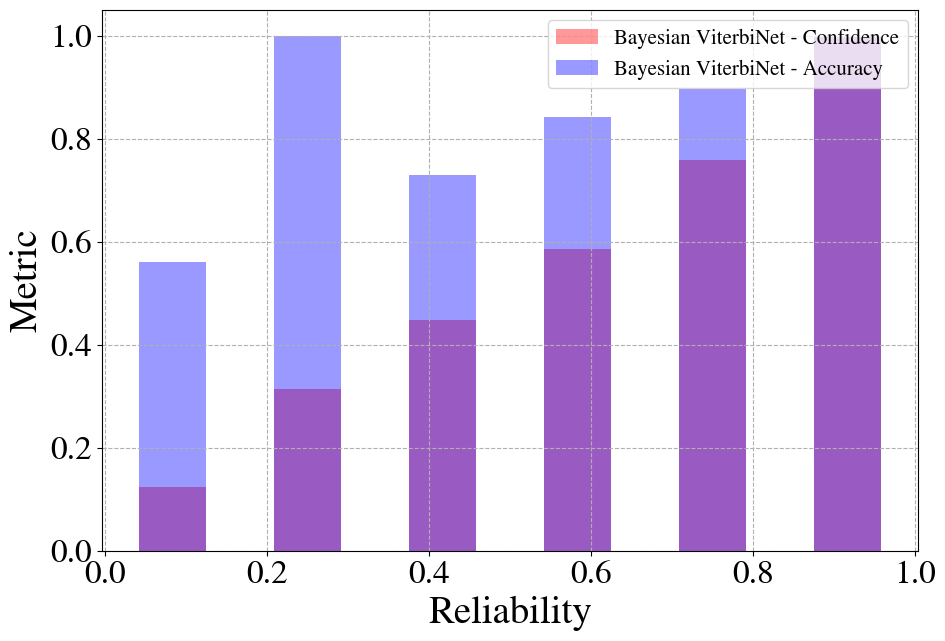 Bayesian ViterbiNet - Confidence
Bayesian ViterbiNet - Accuracy
Metric
1.0
0.8
0.6
0.4
0.2
0.0
0.0 0.2 0.4 0.6 0.8 1.0
Reliability